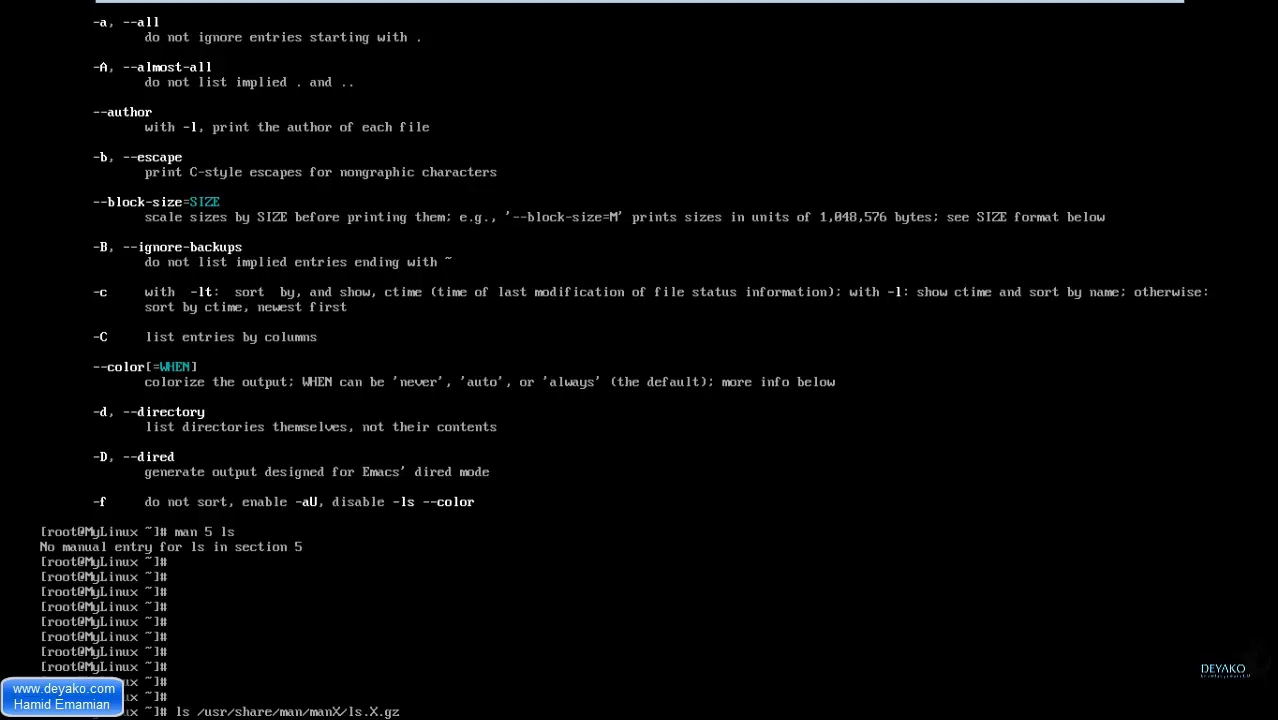 -a, --all
do not ignore entries starting with .
-A, --almost-all
do not list implied . and ..
--author
with -l, print the author of each file
-b, --escape
print C-style escapes for nongraphic characters
--block-size=SIZE
scale sizes by SIZE before printing them; e.g., '--block-size=M' prints sizes in units of 1,048,576 bytes; see SIZE format below
-B, --ignore-backups
do not list implied entries ending with ~
-c with -lt: sort by, and show, ctime (time of last modification of file status information); with -l: show ctime and sort by name; otherwise:
sort by ctime, newest first
-C list entries by columns
--color[=WHEN]
colorize the output; WHEN can be 'never', 'auto', or 'always' (the default); more info below
-d, --directory
list directories themselves, not their contents
-D, --dired
generate output designed for Emacs' dired mode
-f do not sort, enable -aU, disable -ls --color
[root@MyLinux ~]# man 5 ls
No manual entry for ls in section 5
[root@MyLinux ~]#
[root@MyLinux ~]#
[root@MyLinux ~]#
[root@MyLinux ~]#
[root@MyLinux ~]#
[root@MyLinux ~]#
[root@MyLinux ~]#
[root@MyLinux ~]#
DEYAKO
ux ~]#
ux ~]#
ux ~]# ls /usr/share/man/manX/ls.X.gz
www.deyako.com
Hamid Emamian